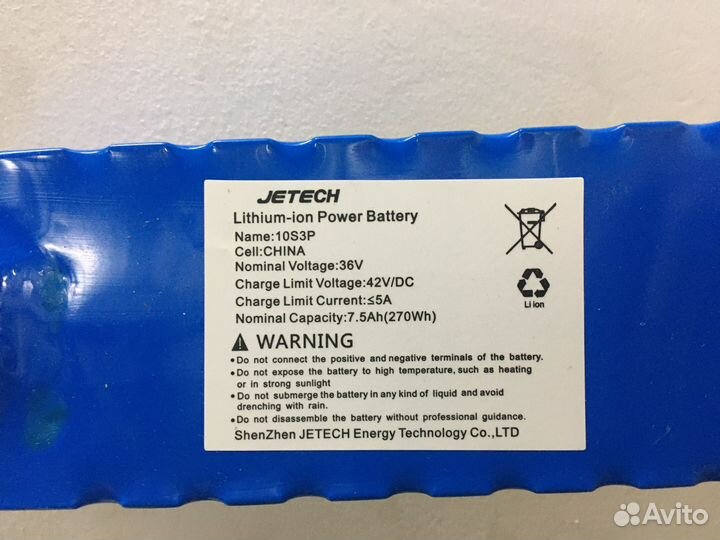 JETECH
Lithium-ion Power Battery
Name:10S3P
Cell:CHINA
Nominal Voltage:36V
Charge Limit Voltage:42V/DC
Charge Limit Current:≤5A
Nominal Capacity:7.5Ah(270Wh)
Li ion
WARNING
•Do not connect the positive and negative terminals of the battery.
•Do not expose the battery to high temperature, such as heating
or in strong sunlight
•Do not submerge the battery in any kind of liquid and avoid
drenching with rain.
•Do not disassemble the battery without professional guidance.
ShenZhen JETECH Energy Technology Co.,LTD
Avito